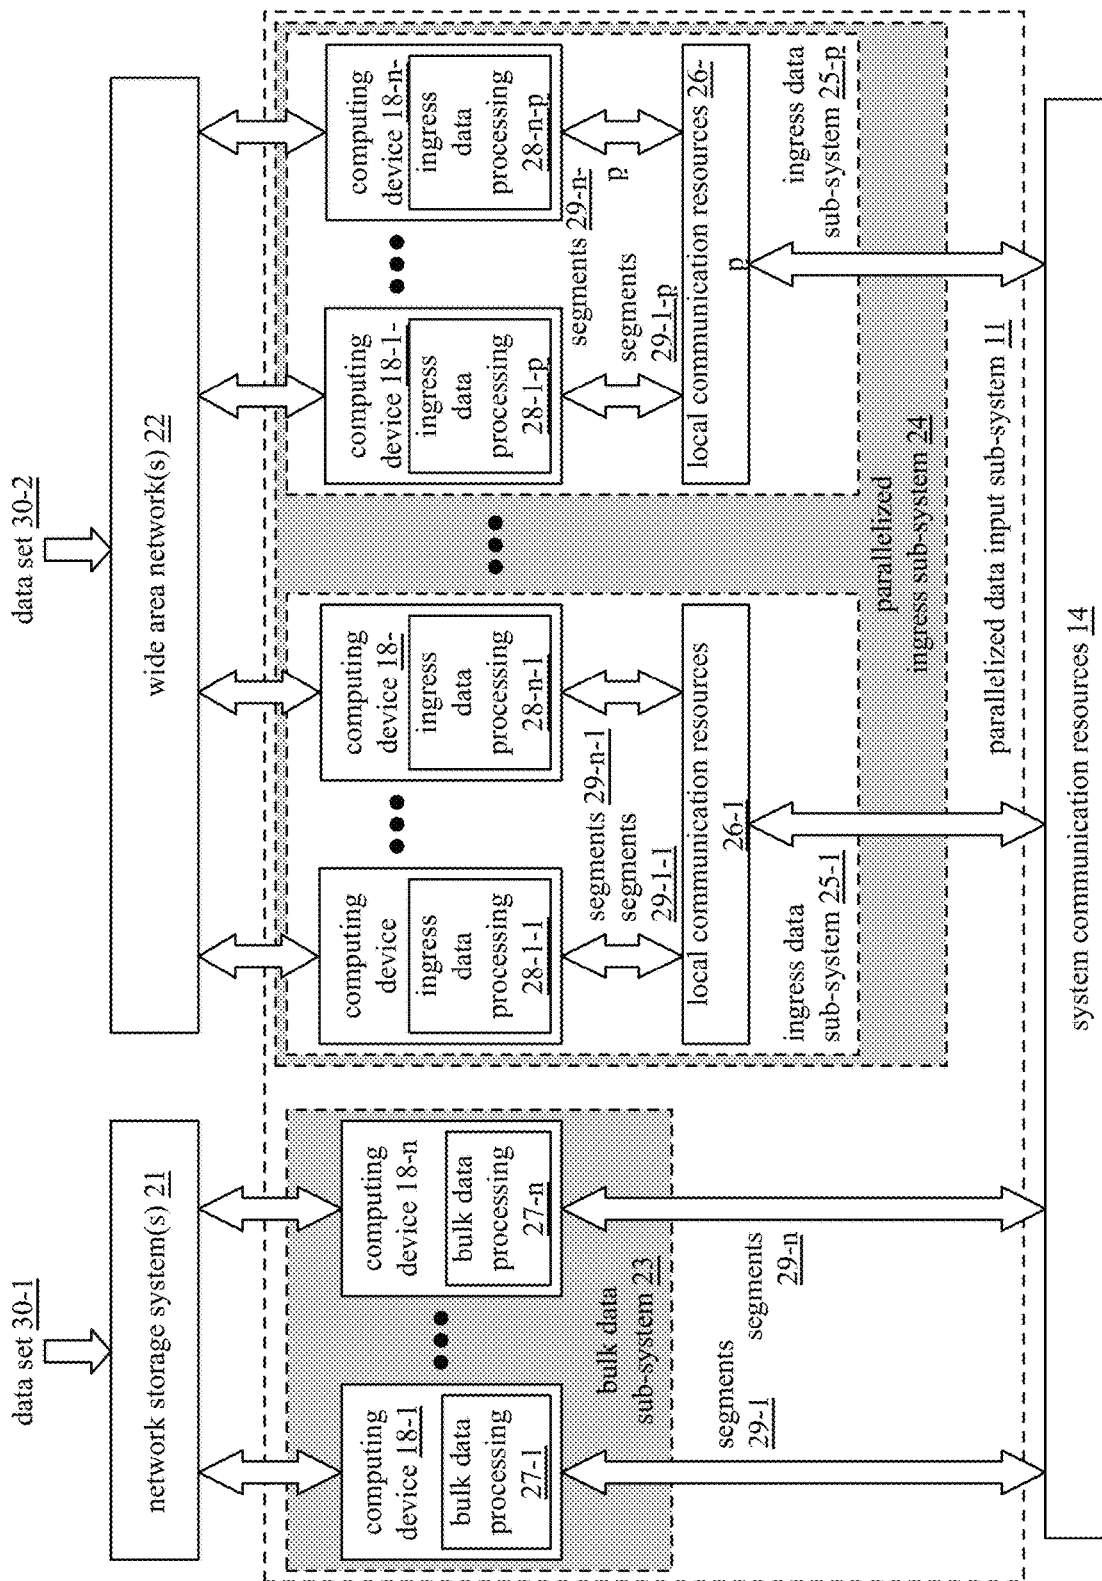 data set 30-1
data set 30-2
network storage system(s) 21
wide area network(s) 22
computing
device 18-1
bulk data
processing
27-1
computing
device 18-n
bulk data
processing
27-n
bulk data
sub-system 23
segments
29-1
segments
29-n
computing
device
ingress
data
processing
28-1-1
computing
device 18-
ingress
data
processing
28-n-1
segments 29-n-1
segments
29-1-1
local communication resources
26-1
ingress data
sub-system 25-1
computing
device 18-1-
ingress
data
processing
28-1-p
computing
device 18-n-
ingress
data
processing
28-n-p
segments 29-n-
p
segments
29-1-p
local communication resources 26-
p
ingress data
sub-system 25-p
parallelized
ingress sub-system 24
parallelized data input sub-system 11
system communication resources 14